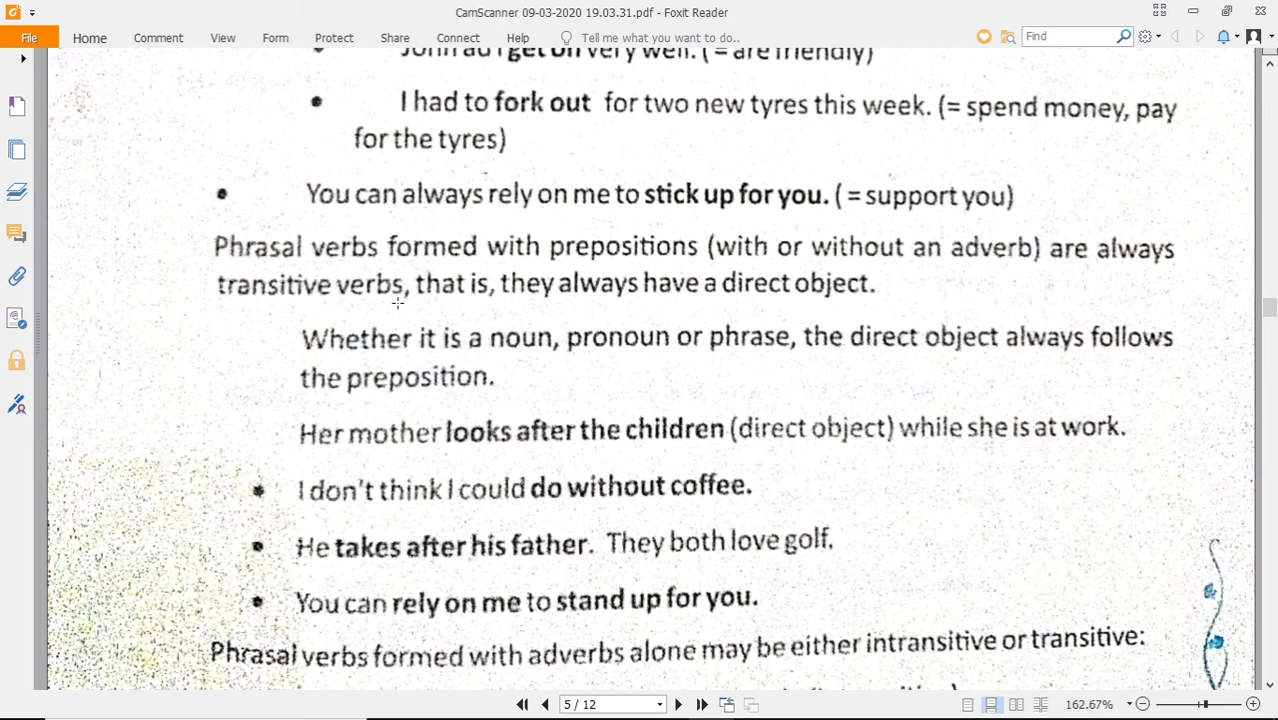 CamScanner 09-03-2020 19.03.31.pdf - Foxit Reader
File Home Comment View Form Protect Share Connect Help Tell me what you want to do.. Find
get on very well. ( = are friendly)
• I had to fork out for two new tyres this week. (= spend money, pay
for the tyres)
• You can always rely on me to stick up for you. ( = support you)
Phrasal verbs formed with prepositions (with or without an adverb) are always
transitive verbs, that is, they always have a direct object.
Whether it is a noun, pronoun or phrase, the direct object always follows
the preposition.
Her mother looks after the children (direct object) while she is at work.
• I don't think I could do without coffee.
• He takes after his father. They both love golf.
• You can rely on me to stand up for you.
Phrasal verbs formed with adverbs alone may be either intransitive or transitive:
5 / 12 162.67%